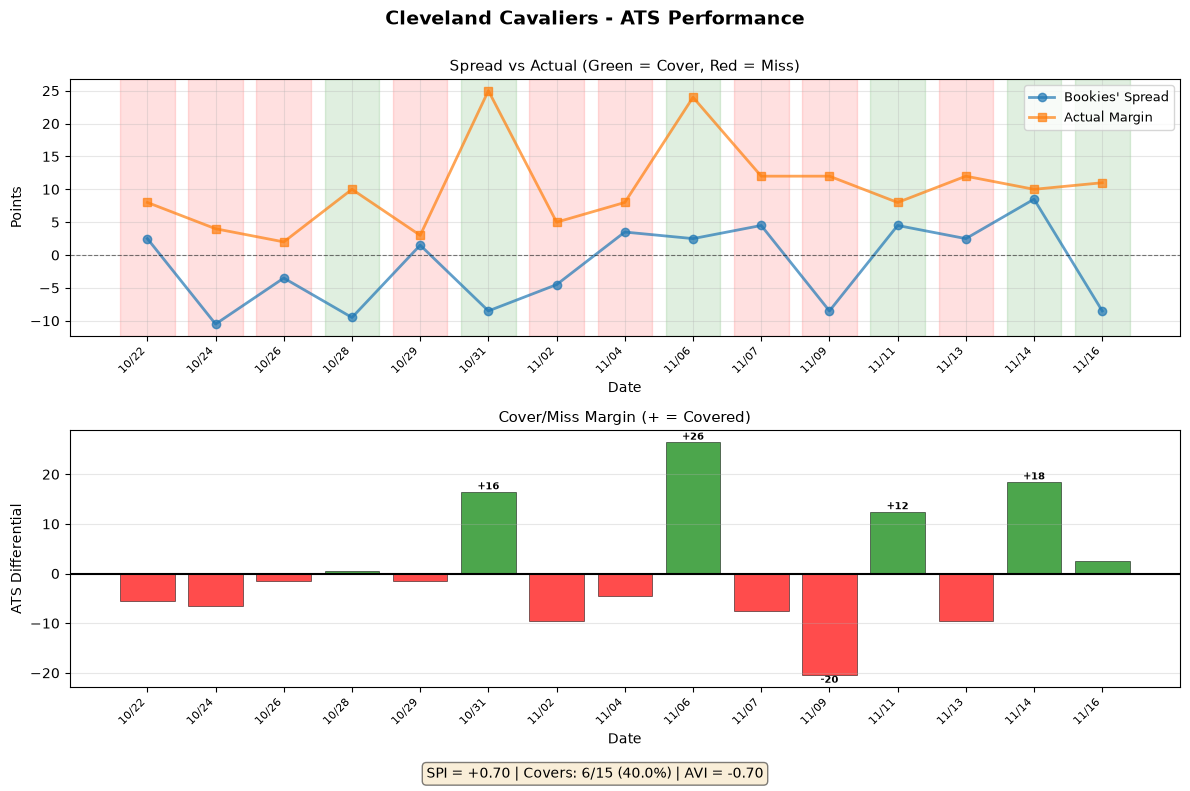 Cleveland Cavaliers - ATS Performance
Spread vs Actual (Green = Cover, Red = Miss)
Bookies' Spread
Actual Margin
Points
25
20
15
10
5
0
−5
−10
10/22 10/24 10/26 10/28 10/29 10/31 11/02 11/04 11/06 11/07 11/09 11/11 11/13 11/14 11/16
Date
Cover/Miss Margin (+ = Covered)
ATS Differential
20
10
0
−10
−20
+16
+26
-20
+12
+18
10/22 10/24 10/26 10/28 10/29 10/31 11/02 11/04 11/06 11/07 11/09 11/11 11/13 11/14 11/16
Date
SPI = +0.70 | Covers: 6/15 (40.0%) | AVI = -0.70